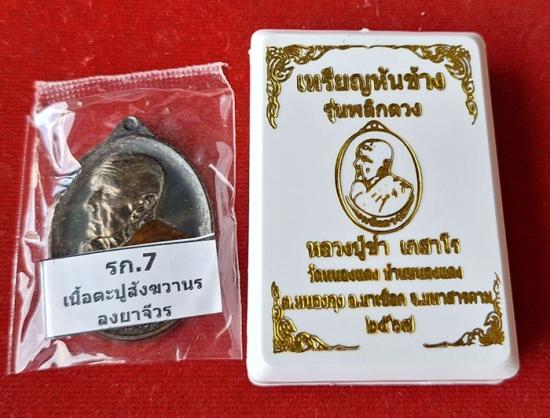 รก.7
เนื้อตะปูสังฆวานร
ลงยาจีวร
เหรียญหันข้าง
รุ่นพลิกดวง
หลวงปู่ซ้ำ เกสาโร
วัดหนองแดง บ้านหนองแดง
ต.หนองกุง อ.นาเชือก จ.มหาสารคาม
๒๕๖๗